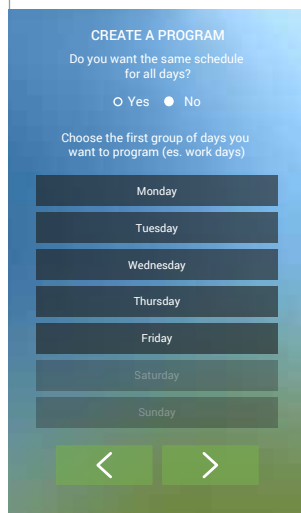 CREATE A PROGRAM
Do you want the same schedule
for all days?
Yes No
Choose the first group of days you
want to program (es. work days)
Monday
Tuesday
Wednesday
Thursday
Friday
Saturday
Sunday